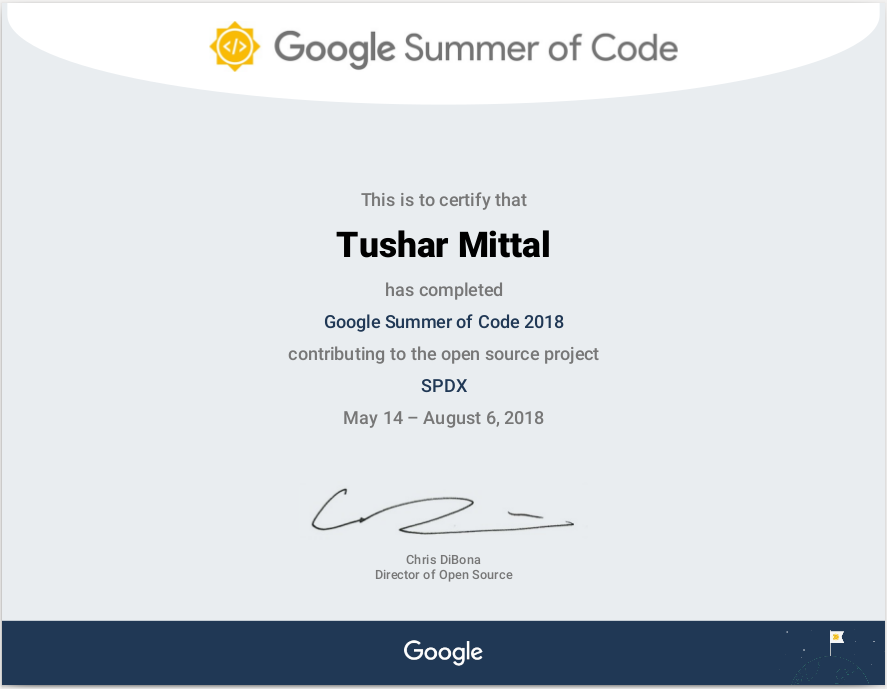 Google Summer of Code
This is to certify that
Tushar Mittal
has completed
Google Summer of Code 2018
contributing to the open source project
SPDX
May 14 – August 6, 2018
Chris DiBona
Director of Open Source
Google